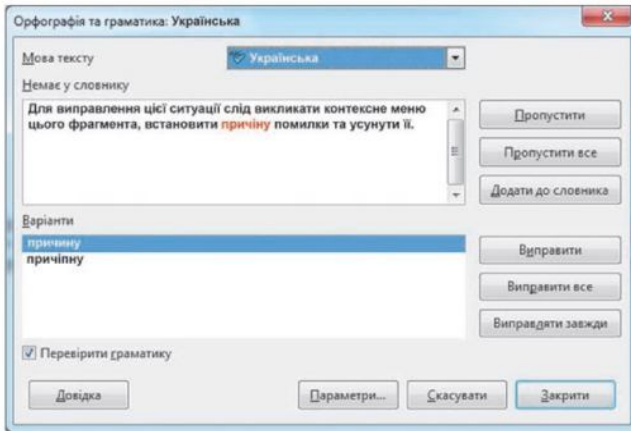 Орфографія та граматика: Українська
Мова тексту
Українська
Немає у словнику
Для виправлення цієї ситуації слід викликати контексне меню
цього фрагмента, встановити причіну помилки та усунути її.
Пропустити
Пропустити все
Додати до словника
Варіанти
причину
причіпну
Виправити
Виправити все
Виправдяти завжди
Перевірити граматику
Довідка
Параметри...
Скасувати
Закрити